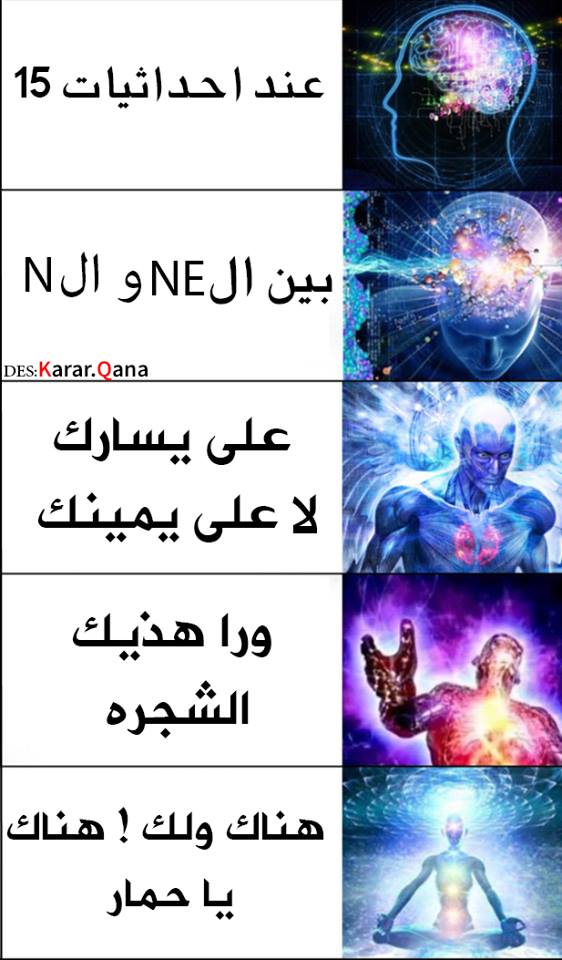 عند احداثيات 15
بين الNE و الN
DES:Karar.Qana
على يسارك
لا على يمينك
ورا هذيك
الشجره
هناك ولك ! هناك
يا حمار